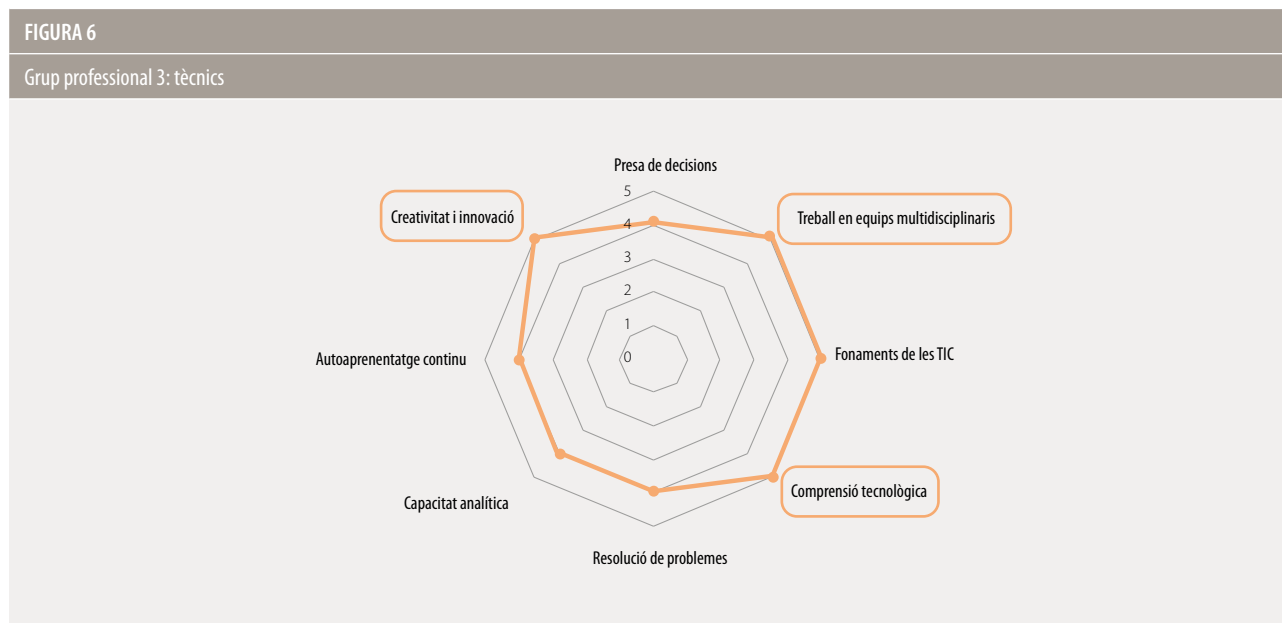 FIGURA 6
Grup professional 3: tècnics
Presa de decisions
Creativitat i innovació
Treball en equips multidisciplinaris
5
4
3
2
1
0
Autoaprenentatge continu
Fonaments de les TIC
Capacitat analítica
Comprensió tecnològica
Resolució de problemes